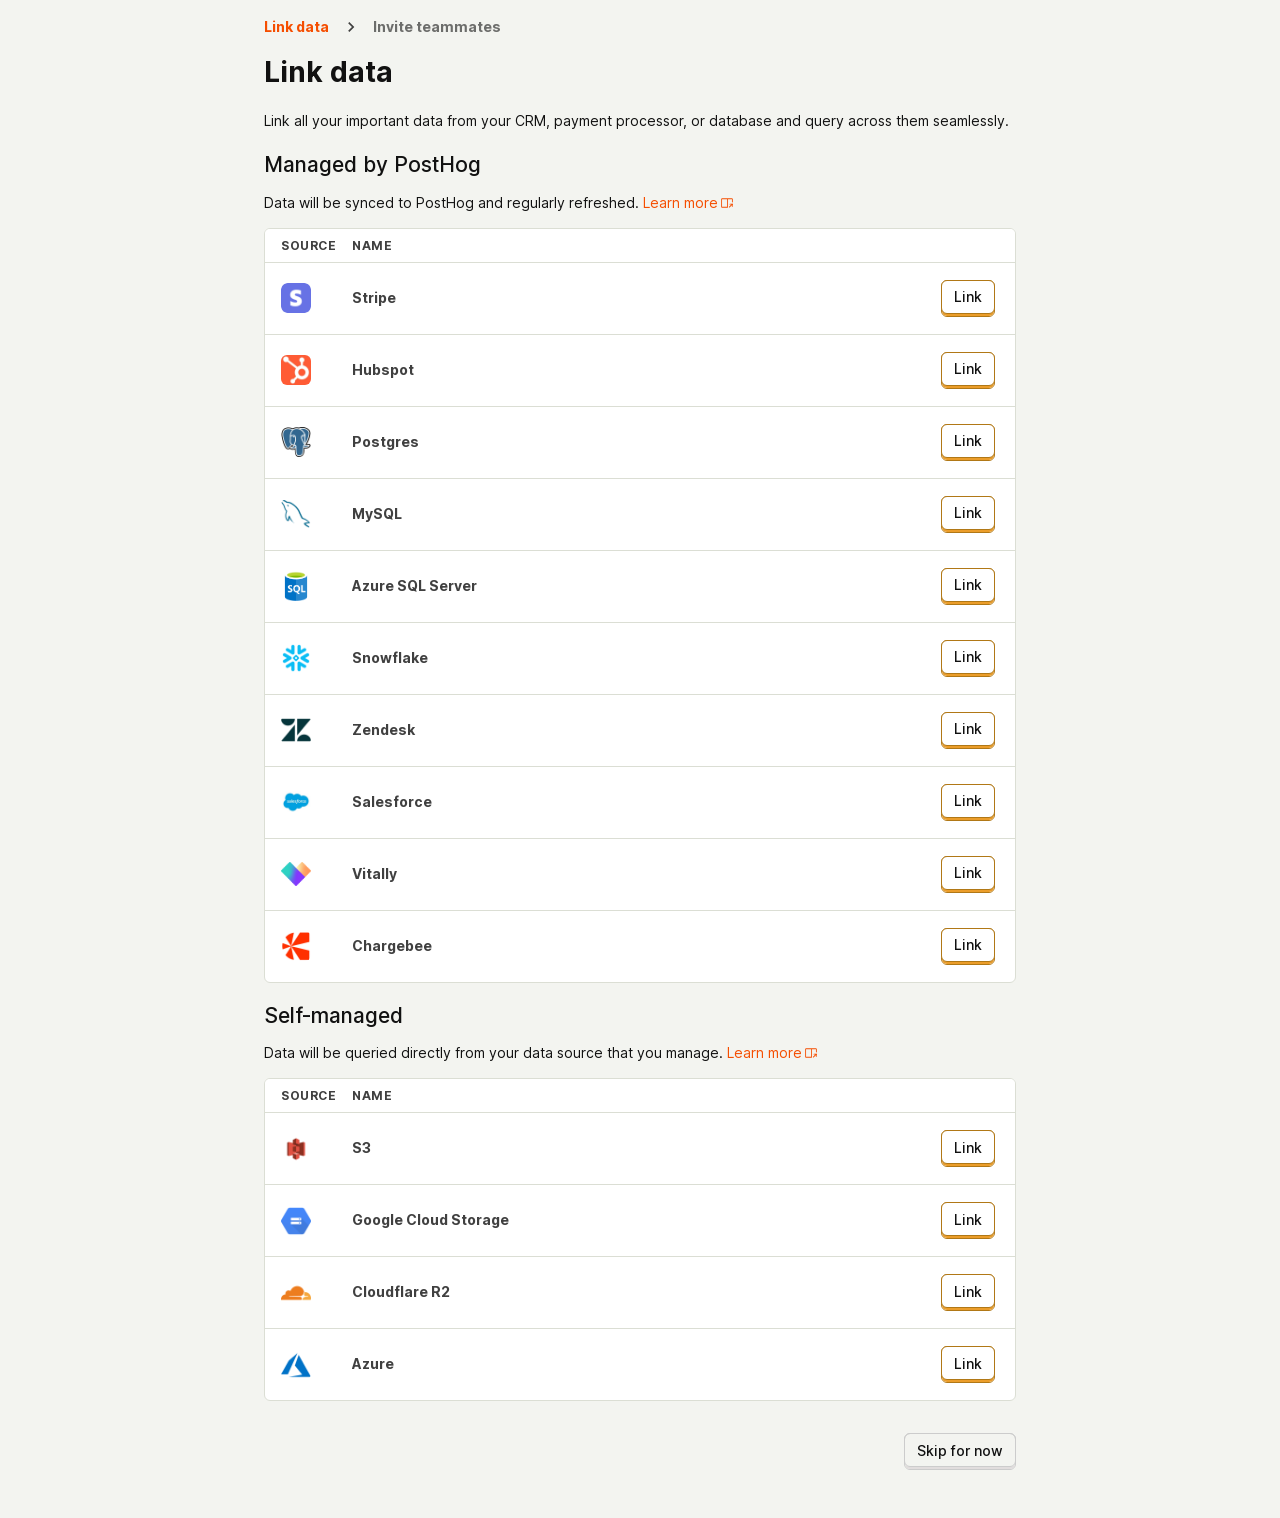 Link data > Invite teammates
Link data
Link all your important data from your CRM, payment processor, or database and query across them seamlessly.
Managed by PostHog
Data will be synced to PostHog and regularly refreshed. Learn more
SOURCE NAME
S Stripe Link
Hubspot Link
Postgres Link
MySQL Link
SQL Azure SQL Server Link
Snowflake Link
Zendesk Link
salesforce Salesforce Link
Vitally Link
Chargebee Link
Self-managed
Data will be queried directly from your data source that you manage. Learn more
SOURCE NAME
S3 Link
Google Cloud Storage Link
Cloudflare R2 Link
Azure Link
Skip for now